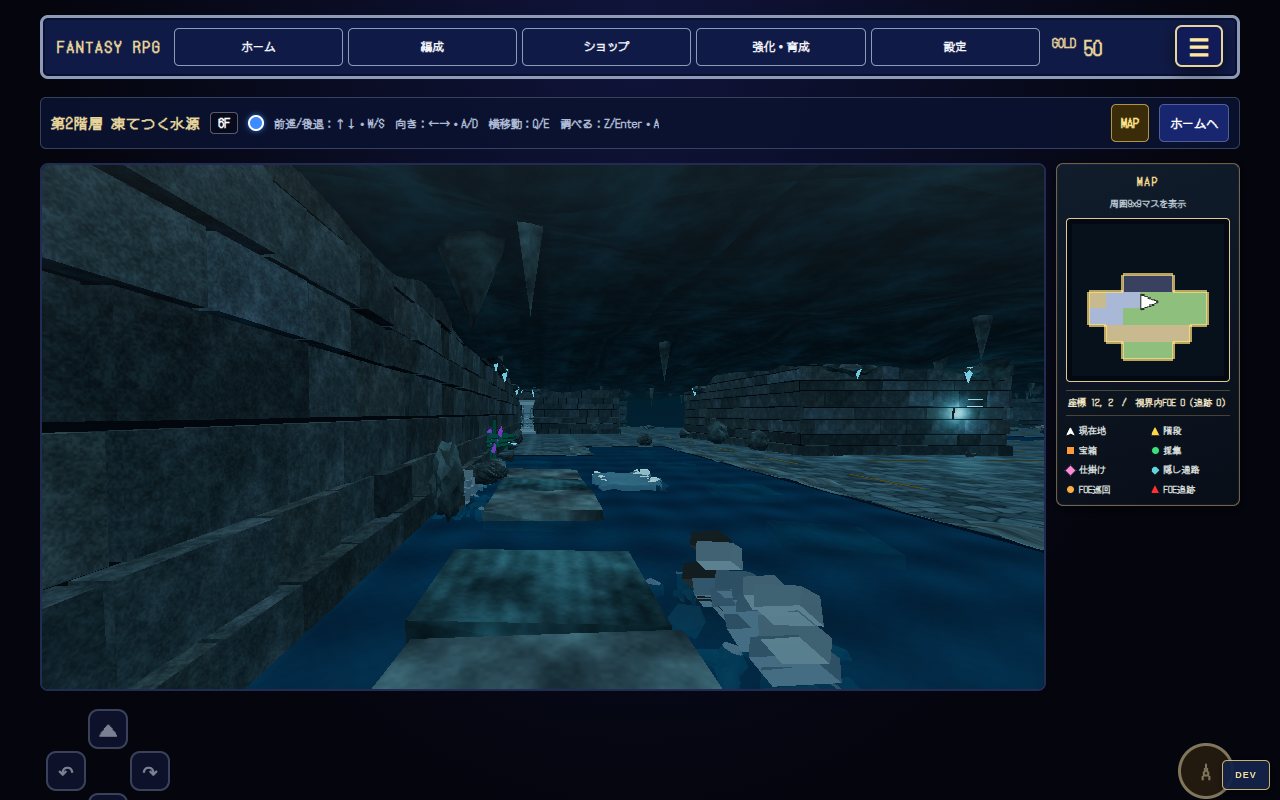 FANTASY RPG
ホーム
編成
ショップ
強化・育成
設定
GOLD 50
第2階層 凍てつく水源
6F
前進/後退：↑↓・W/S 向き：←→・A/D 横移動：Q/E 調べる：Z/Enter・A
MAP
ホームへ
MAP
周囲9x9マスを表示
座標 12, 2 / 視界内FOE 0 (追跡 0)
現在地
階段
宝箱
採集
仕掛け
隠し通路
FOE巡回
FOE追跡
A
DEV